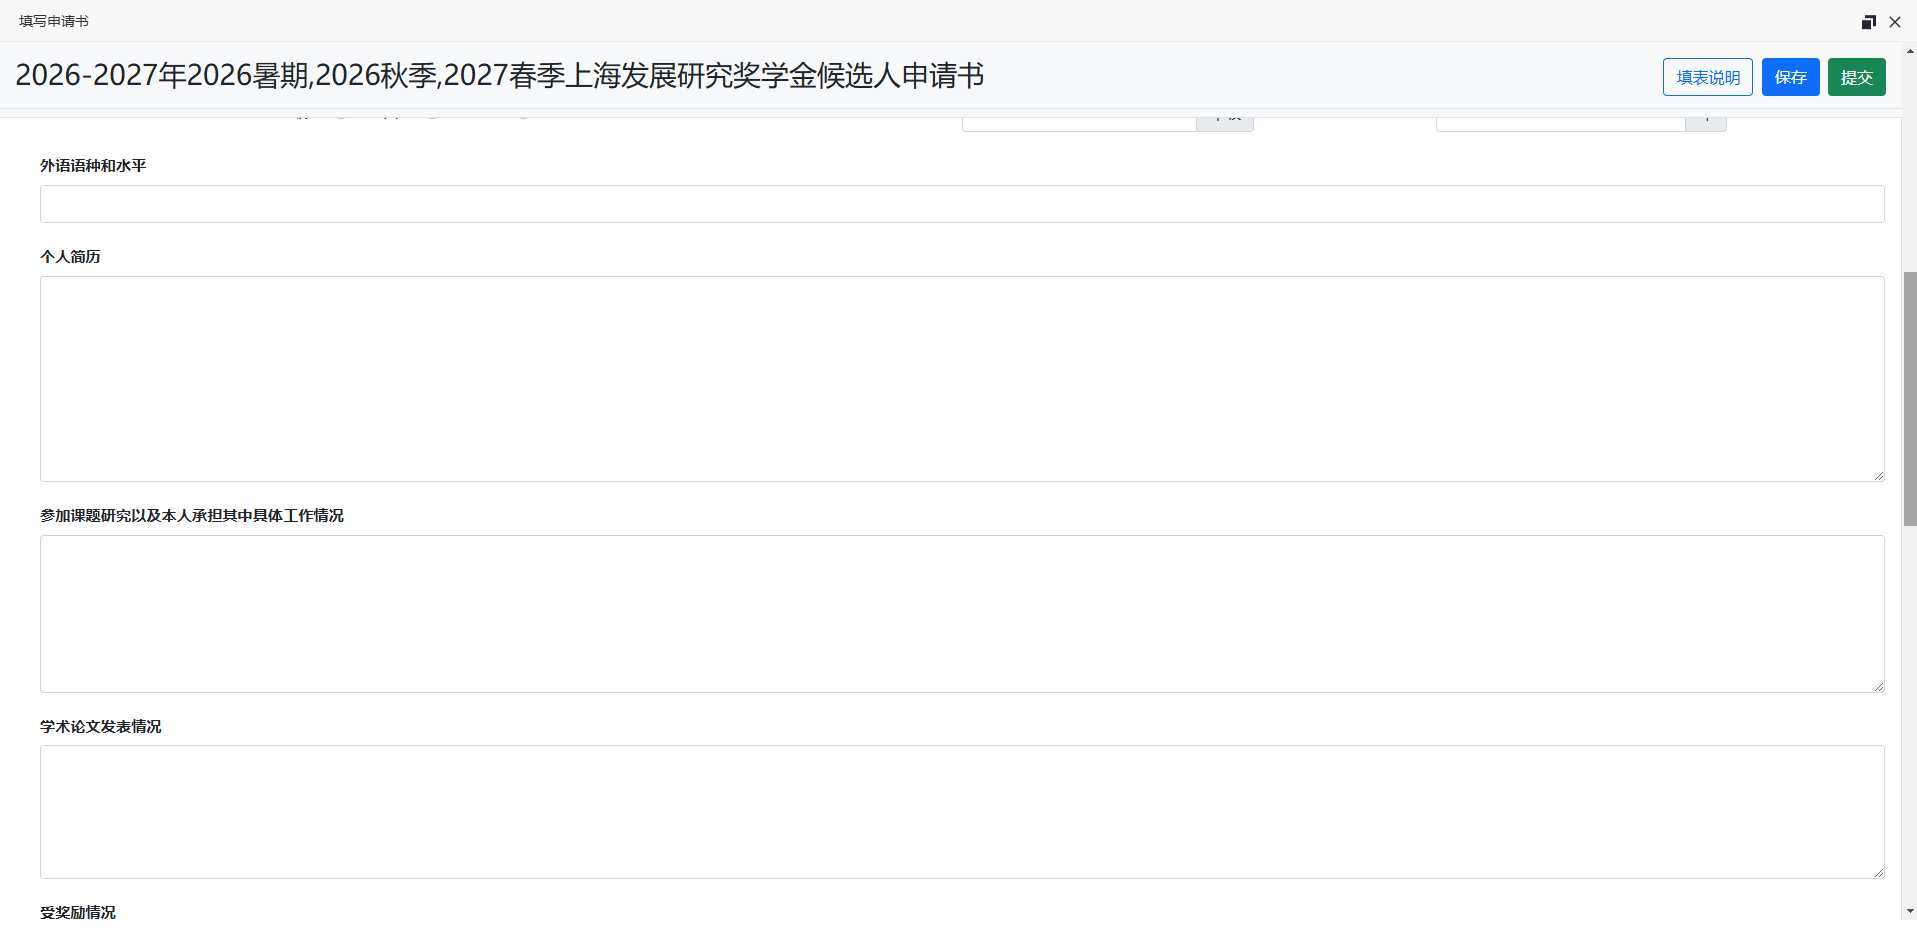 填写申请书
2026-2027年2026暑期,2026秋季,2027春季上海发展研究奖学金候选人申请书
填表说明
保存
提交
外语语种和水平
个人简历
参加课题研究以及本人承担其中具体工作情况
学术论文发表情况
受奖励情况